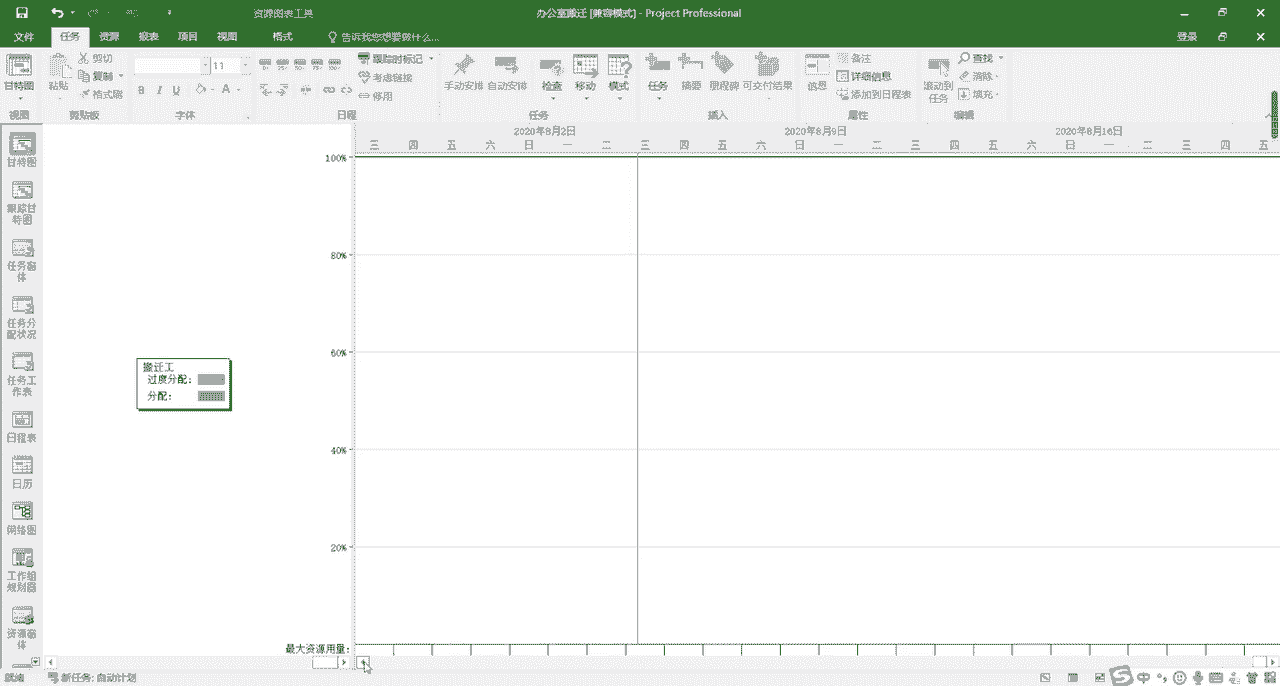 资源图表工具
办公室搬迁 [兼容模式] - Project Professional
文件 任务 资源 报表 项目 视图 格式 告诉我您想要做什么... 登录
甘特图
视图
粘贴
剪切
复制
格式刷
剪贴板
11
B I U A
字体
跟踪时标记
考虑链接
停用
日程
手动安排 自动安排 检查 移动 模式
任务
任务 摘要 里程碑 可交付结果
插入
信息
备注
详细信息
添加到日程表
属性
滚动到
任务
查找
清除
填充
编辑
甘特图
跟踪甘
特图
任务窗
体
任务分
配状况
任务工
作表
日程表
日历
网络图
工作组
规划器
资源窗
体
搬迁工
过度分配:
分配:
2020年8月2日 2020年8月9日 2020年8月16日
三 四 五 六 日 一 二 三 四 五 六 日 一 二 三 四 五 六 日 一 二 三 四 五
100%
80%
60%
40%
20%
最大资源用量:
就绪 新任务: 自动计划
中